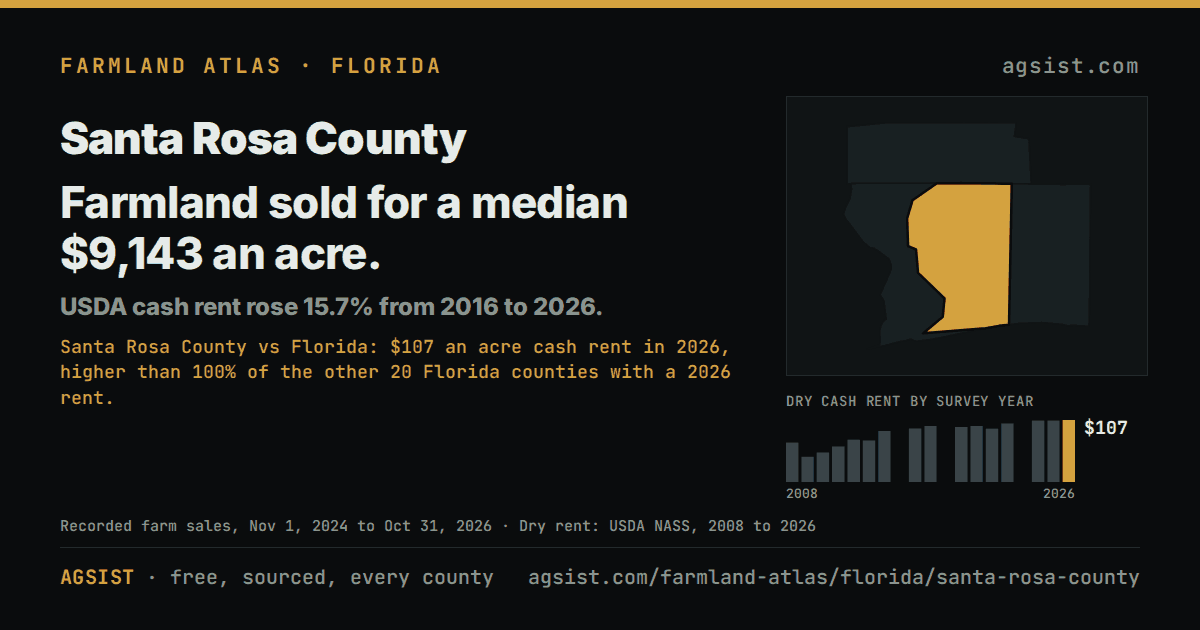 FARMLAND ATLAS · FLORIDA
agsist.com
Santa Rosa County
Farmland sold for a median
$9,143 an acre.
USDA cash rent rose 15.7% from 2016 to 2026.
Santa Rosa County vs Florida: $107 an acre cash rent in 2026,
higher than 100% of the other 20 Florida counties with a 2026
rent.
DRY CASH RENT BY SURVEY YEAR
$107
2008
2026
Recorded farm sales, Nov 1, 2024 to Oct 31, 2026 · Dry rent: USDA NASS, 2008 to 2026
AGSIST · free, sourced, every county
agsist.com/farmland-atlas/florida/santa-rosa-county